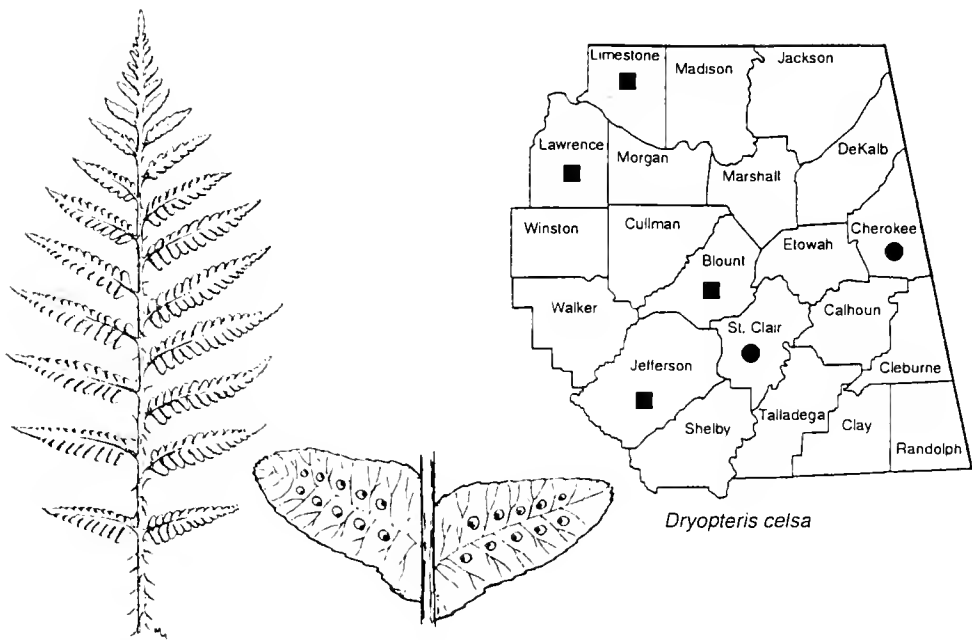 Limestone
Madison
Jackson
Lawrence
Morgan
Marshall
DeKalb
Winston
Cullman
Blount
Etowah
Cherokee
Walker
St. Clair
Calhoun
Jefferson
Cleburne
Shelby
Talladega
Clay
Randolph
Dryopteris celsa